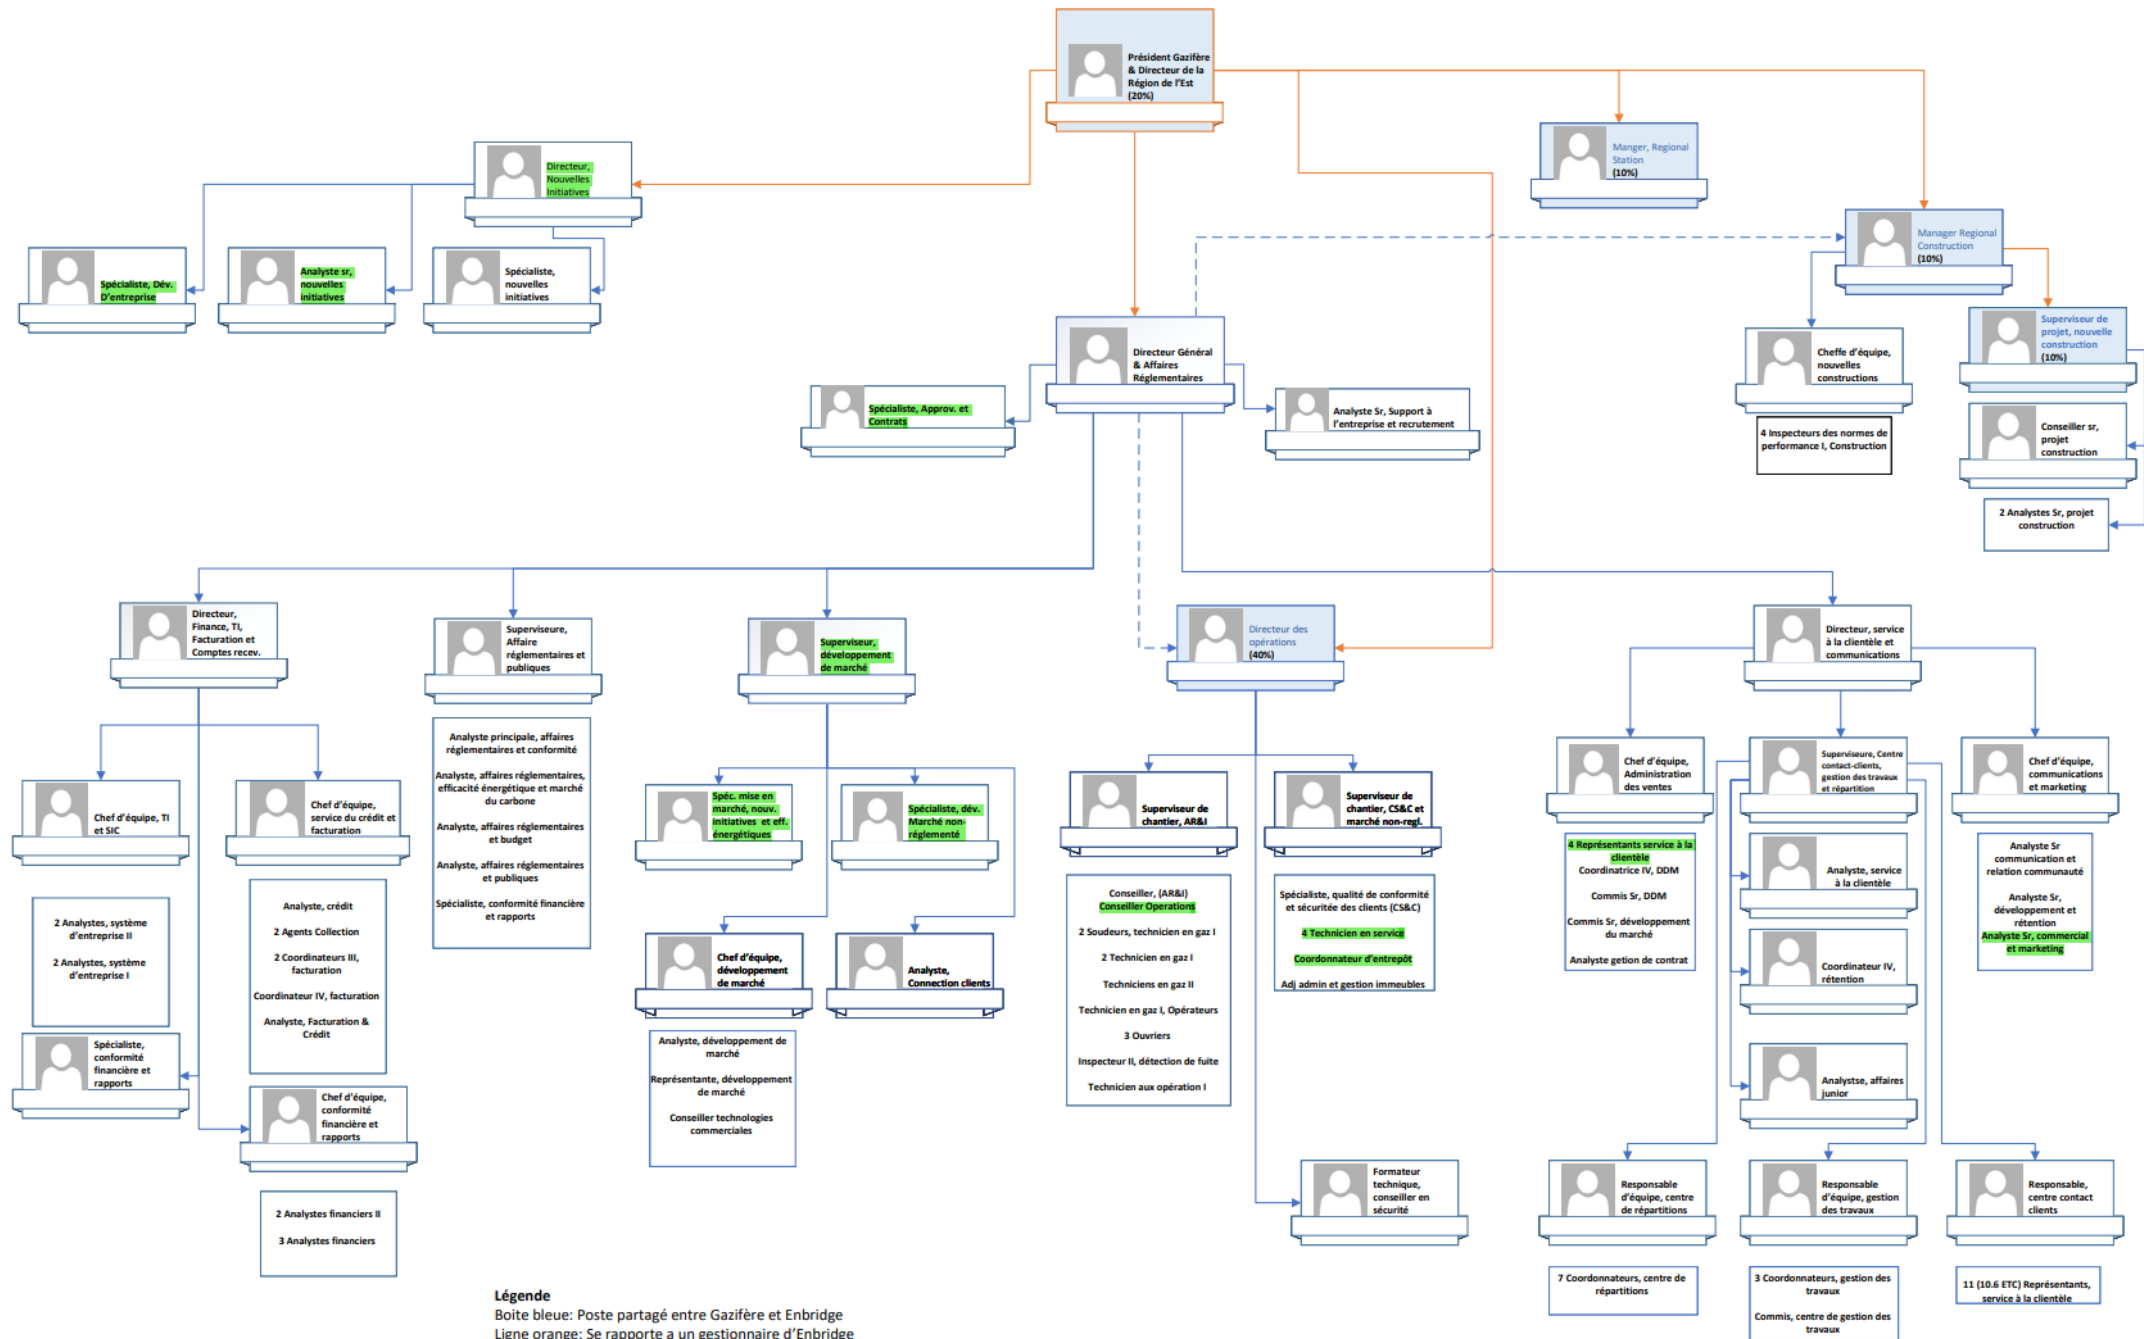 Président Gazifère
& Directeur de la
Région de l'Est
(20%)
Manger, Regional
Station
(10%)
Directeur,
Nouvelles
Initiatives
Manager Regional
Construction
(10%)
Spécialiste, Dév.
D'entreprise
Analyste sr,
nouvelles
initiatives
Spécialiste,
nouvelles
initiatives
Directeur Général
& Affaires
Réglementaires
Cheffe d'équipe,
nouvelles
constructions
Superviseur de
projet, nouvelle
construction
(10%)
Spécialiste, Approv. et
Contrats
Analyste Sr, Support à
l'entreprise et recrutement
4 Inspecteurs des normes de
performance I, Construction
Conseiller sr,
projet
construction
2 Analystes Sr, projet
construction
Directeur,
Finance, TI,
Facturation et
Comptes recev.
Superviseure,
Affaire
réglementaires et
publiques
Superviseur,
développement
de marché
Directeur des
opérations
(40%)
Directeur, service
à la clientèle et
communications
Chef d'équipe, TI
et SIC
Chef d'équipe,
service du crédit et
facturation
Analyste principale, affaires
réglementaires et conformité
Analyste, affaires réglementaires,
efficacité énergétique et marché
du carbone
Analyste, affaires réglementaires
et budget
Analyste, affaires réglementaires
et publiques
Spécialiste, conformité financière
et rapports
Spéc. mise en
marché, nouv.
initiatives et eff.
énergétiques
Spécialiste, dév.
Marché non-
réglementé
Superviseur de
chantier, AR&I
Superviseur de
chantier, CS&C et
marché non-regl.
Chef d'équipe,
Administration
des ventes
Superviseure, Centre
contact-clients,
gestion des travaux
et répartition
Chef d'équipe,
communications
et marketing
2 Analystes, système
d'entreprise II
2 Analystes, système
d'entreprise I
Analyste, crédit
2 Agents Collection
2 Coordinateurs III,
facturation
Coordinateur IV, facturation
Analyste, Facturation &
Crédit
Chef d'équipe,
développement
de marché
Analyste,
Connection clients
Conseiller, (AR&I)
Conseiller Operations
2 Soudeurs, technicien en gaz I
2 Technicien en gaz I
Techniciens en gaz II
Technicien en gaz I, Opérateurs
3 Ouvriers
Inspecteur II, détection de fuite
Technicien aux opération I
Spécialiste, qualité de conformité
et sécuritée des clients (CS&C)
4 Technicien en service
Coordonnateur d'entrepôt
Adj admin et gestion immeubles
4 Représentants service à la
clientèle
Coordinatrice IV, DDM
Commis Sr, DDM
Commis Sr, développement
du marché
Analyste getion de contrat
Analyste, service
à la clientèle
Coordinateur IV,
rétention
Analystse, affaires
junior
Analyste Sr
communication et
relation communauté
Analyste Sr,
développement et
rétention
Analyste Sr, commercial
et marketing
Spécialiste,
conformité
financière et
rapports
Chef d'équipe,
conformité
financière et
rapports
2 Analystes financiers II
3 Analystes financiers
Analyste, développement de
marché
Représentante, développement
de marché
Conseiller technologies
commerciales
Formateur
technique,
conseiller en
sécurité
Responsable
d'équipe, centre
de répartitions
Responsable
d'équipe, gestion
des travaux
Responsable,
centre contact
clients
7 Coordonnateurs, centre de
répartitions
3 Coordonnateurs, gestion des
travaux
Commis, centre de gestion des
travaux
11 (10.6 ETC) Représentants,
service à la clientèle
Légende
Boite bleue: Poste partagé entre Gazifère et Enbridge
Ligne orange: Se rapporte a un gestionnaire d'Enbridge